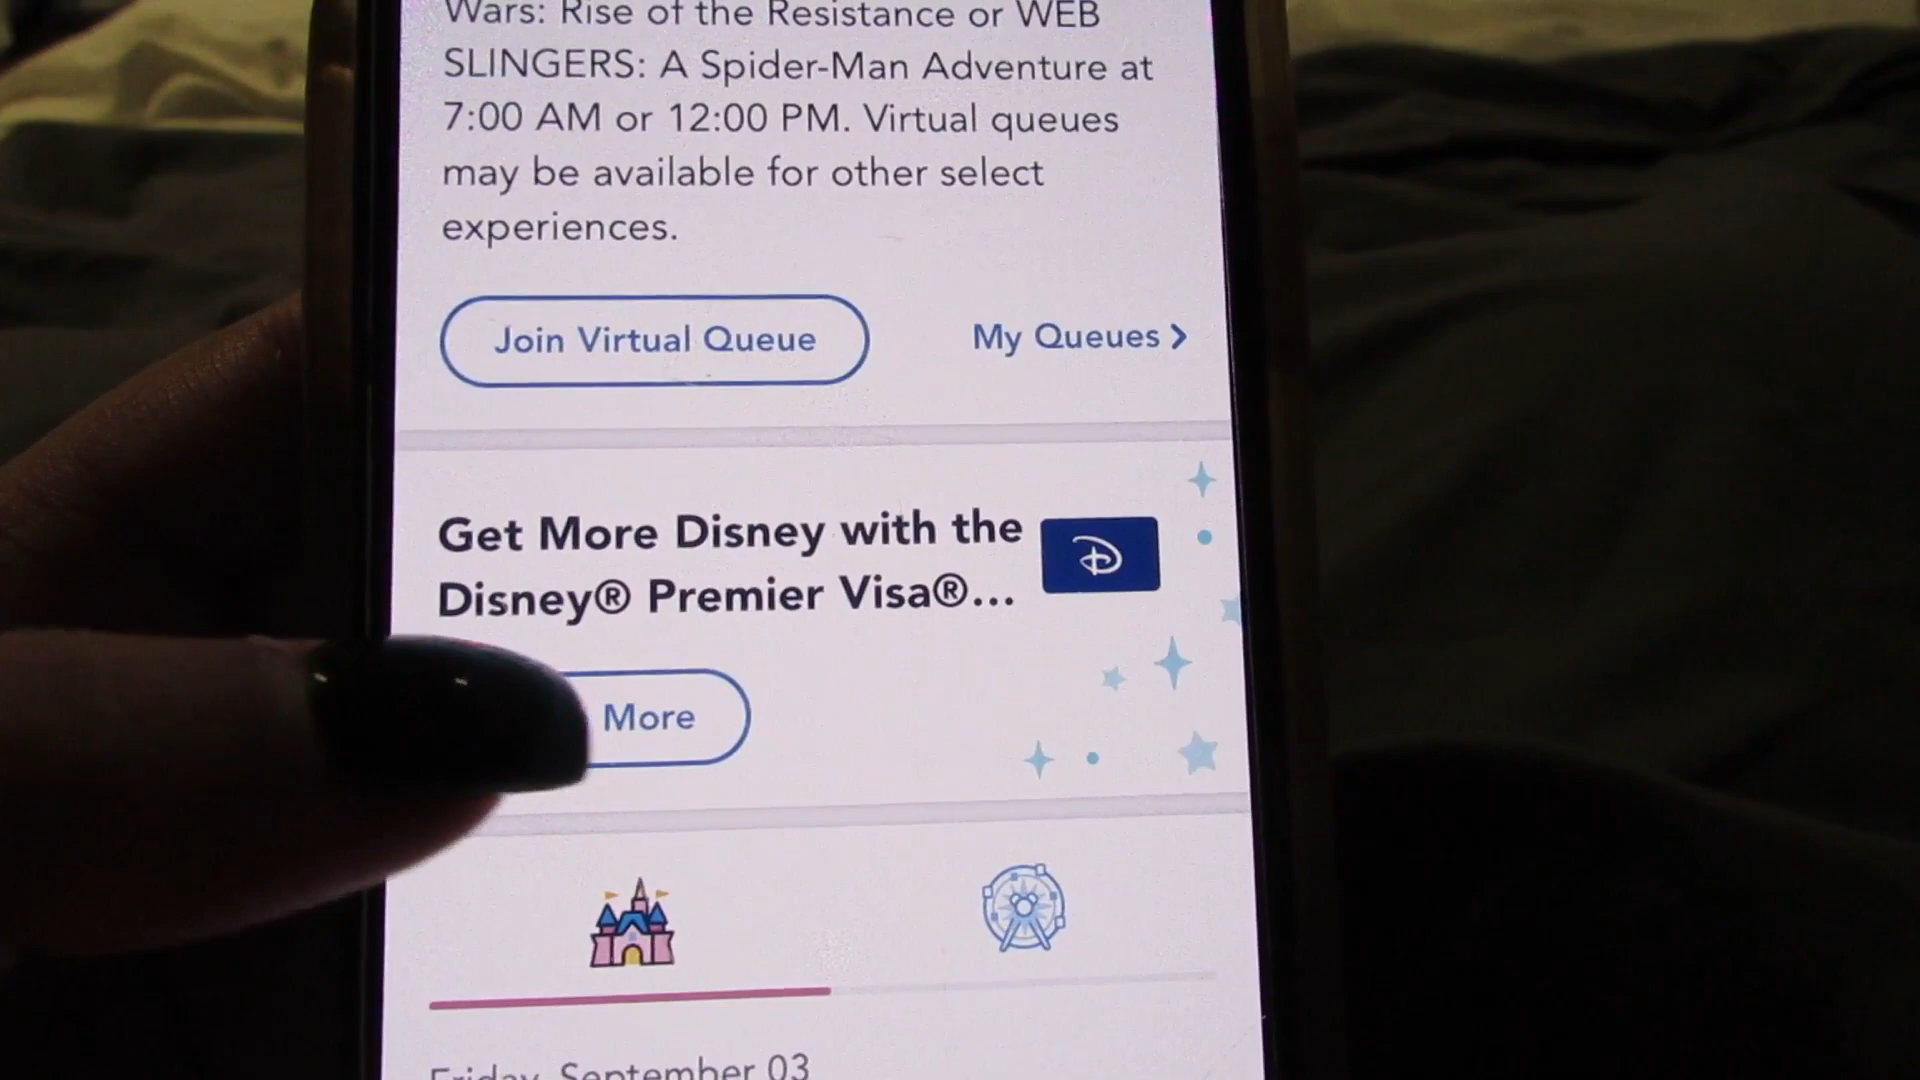 Wars: Rise of the Resistance or WEB
SLINGERS: A Spider-Man Adventure at
7:00 AM or 12:00 PM. Virtual queues
may be available for other select
experiences.
Join Virtual Queue
My Queues >
Get More Disney with the
Disney® Premier Visa®...
More
Friday, September 03